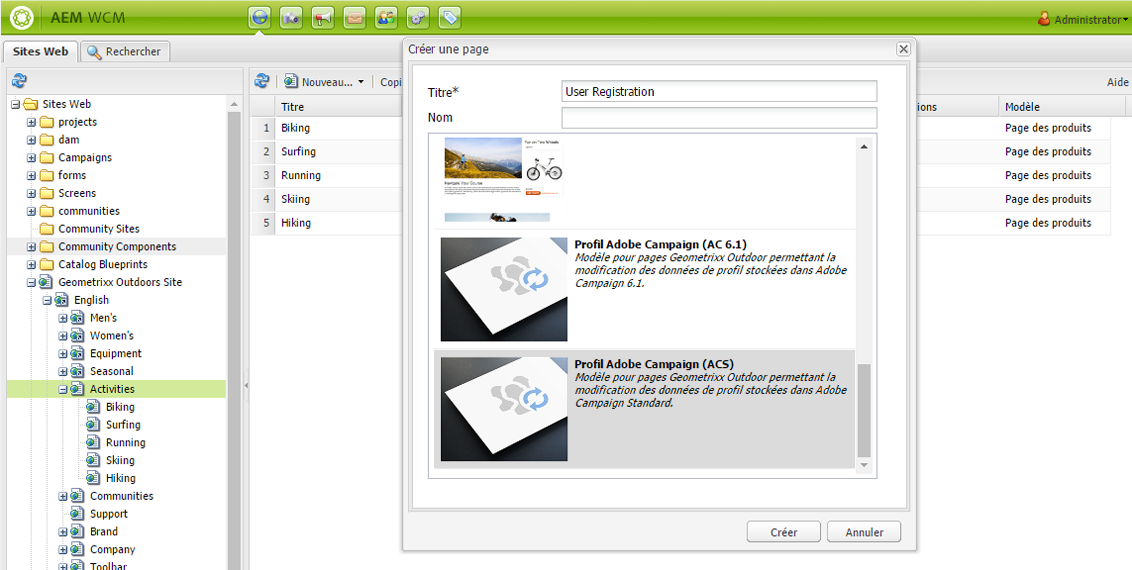 AEM WCM
Administrator
Sites Web
Rechercher
Sites Web
projects
dam
Campaigns
forms
Screens
communities
Community Sites
Community Components
Catalog Blueprints
Geometrixx Outdoors Site
English
Men's
Women's
Equipment
Seasonal
Activities
Biking
Surfing
Running
Skiing
Hiking
Communities
Support
Brand
Company
Toolbar
Nouveau...
Copi
Aide
Titre
ions
Modèle
1 Biking Page des produits
2 Surfing Page des produits
3 Running Page des produits
4 Skiing Page des produits
5 Hiking Page des produits
Créer une page
Titre* User Registration
Nom
Profil Adobe Campaign (AC 6.1)
Modèle pour pages Geometrixx Outdoor permettant la
modification des données de profil stockées dans Adobe
Campaign 6.1.
Profil Adobe Campaign (ACS)
Modèle pour pages Geometrixx Outdoor permettant la
modification des données de profil stockées dans Adobe
Campaign Standard.
Créer
Annuler